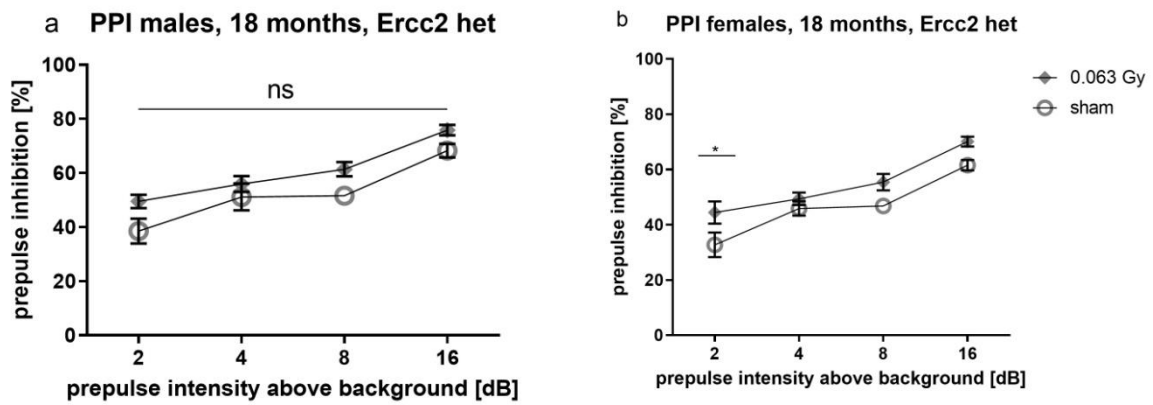 a PPI males, 18 months, Ercc2 het
prepulse inhibition [%]
100
80
60
40
20
0
ns
2 4 8 16
prepulse intensity above background [dB]
b PPI females, 18 months, Ercc2 het
prepulse inhibition [%]
100
80
60
40
20
0
*
2 4 8 16
prepulse intensity above background [dB]
0.063 Gy
sham